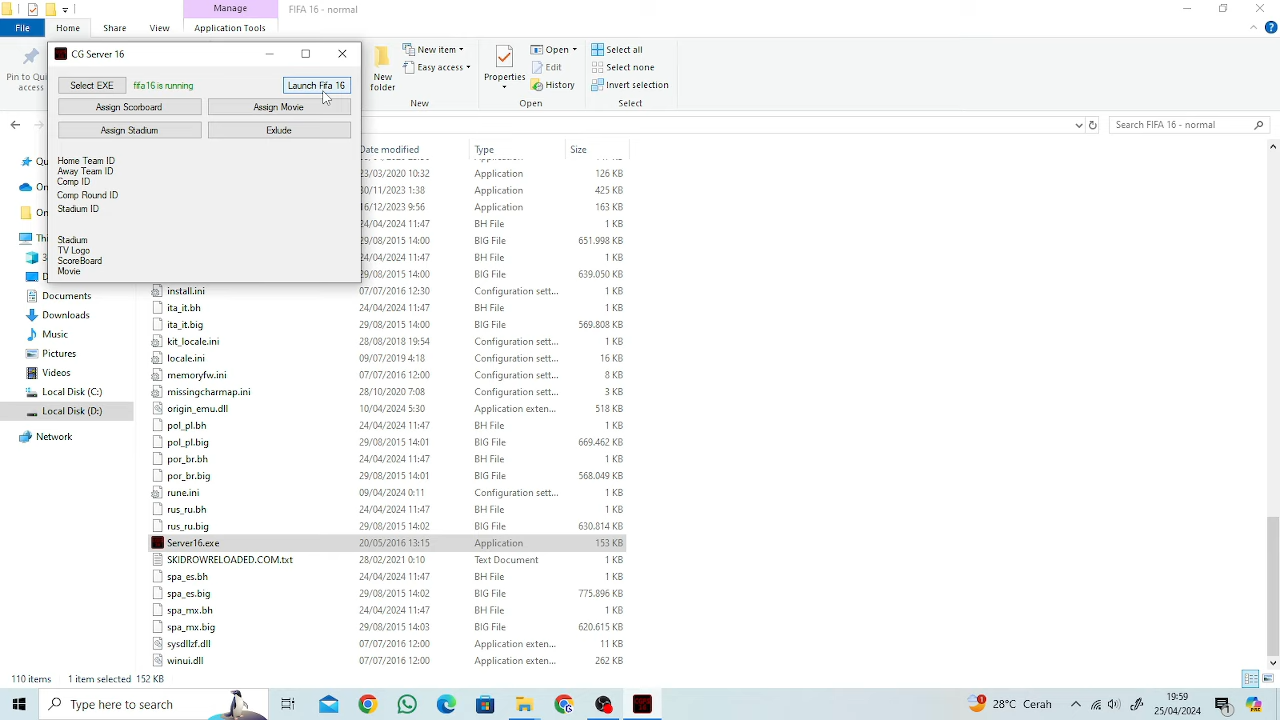 Manage
FIFA 16 - normal
File
Home
Share
View
Application Tools
Pin to Qu
acces
New
folder
New item
Easy access
New
Properties
Open
Edit
History
Open
Select all
Select none
Invert selection
Select
CG Server 16
Select EXE
fifa16 is running
Launch Fifa 16
Assign Scorboard
Assign Movie
Assign Stadium
Exlude
Home Team ID
Away Team ID
Comp ID
Comp Round ID
Stadium ID
Stadium
TV Logo
ScoreBoard
Movie
Search FIFA 16 - normal
Date modified Type Size
23/03/2020 10:32 Application 126 KB
30/11/2023 1:38 Application 425 KB
16/12/2023 9:56 Application 163 KB
24/04/2024 11:47 BH File 1 KB
29/08/2015 14:00 BIG File 651.998 KB
24/04/2024 11:47 BH File 1 KB
29/08/2015 14:00 BIG File 639.050 KB
install.ini 07/07/2016 12:30 Configuration sett... 1 KB
ita_it.bh 24/04/2024 11:47 BH File 1 KB
ita_it.big 29/08/2015 14:00 BIG File 569.808 KB
kit_locale.ini 28/08/2018 19:54 Configuration sett... 1 KB
locale.ini 09/07/2019 4:18 Configuration sett... 16 KB
memoryfw.ini 07/07/2016 12:00 Configuration sett... 8 KB
missingcharmap.ini 28/10/2020 7:08 Configuration sett... 3 KB
origin_emu.dll 10/04/2024 5:30 Application exten... 518 KB
pol_pl.bh 24/04/2024 11:47 BH File 1 KB
pol_pl.big 29/08/2015 14:01 BIG File 669.462 KB
por_br.bh 24/04/2024 11:47 BH File 1 KB
por_br.big 29/08/2015 14:01 BIG File 568.049 KB
rune.ini 09/04/2024 0:11 Configuration sett... 1 KB
rus_ru.bh 24/04/2024 11:47 BH File 1 KB
rus_ru.big 29/08/2015 14:02 BIG File 630.814 KB
Server16.exe 20/05/2016 13:15 Application 153 KB
SKIDROWRELOADED.COM.txt 28/02/2021 0:10 Text Document 1 KB
spa_es.bh 24/04/2024 11:47 BH File 1 KB
spa_es.big 29/08/2015 14:02 BIG File 775.896 KB
spa_mx.bh 24/04/2024 11:47 BH File 1 KB
spa_mx.big 29/08/2015 14:03 BIG File 620.615 KB
sysdllzf.dll 07/07/2016 12:00 Application exten... 11 KB
winui.dll 07/07/2016 12:00 Application exten... 262 KB
Qu
On
On
Th
3
D
Documents
Downloads
Music
Pictures
Videos
Local Disk (C:)
Local Disk (D:)
Network
110 items 1 item selected 152 KB
Type here to search
28°C Cerah
19:59
25/04/2024